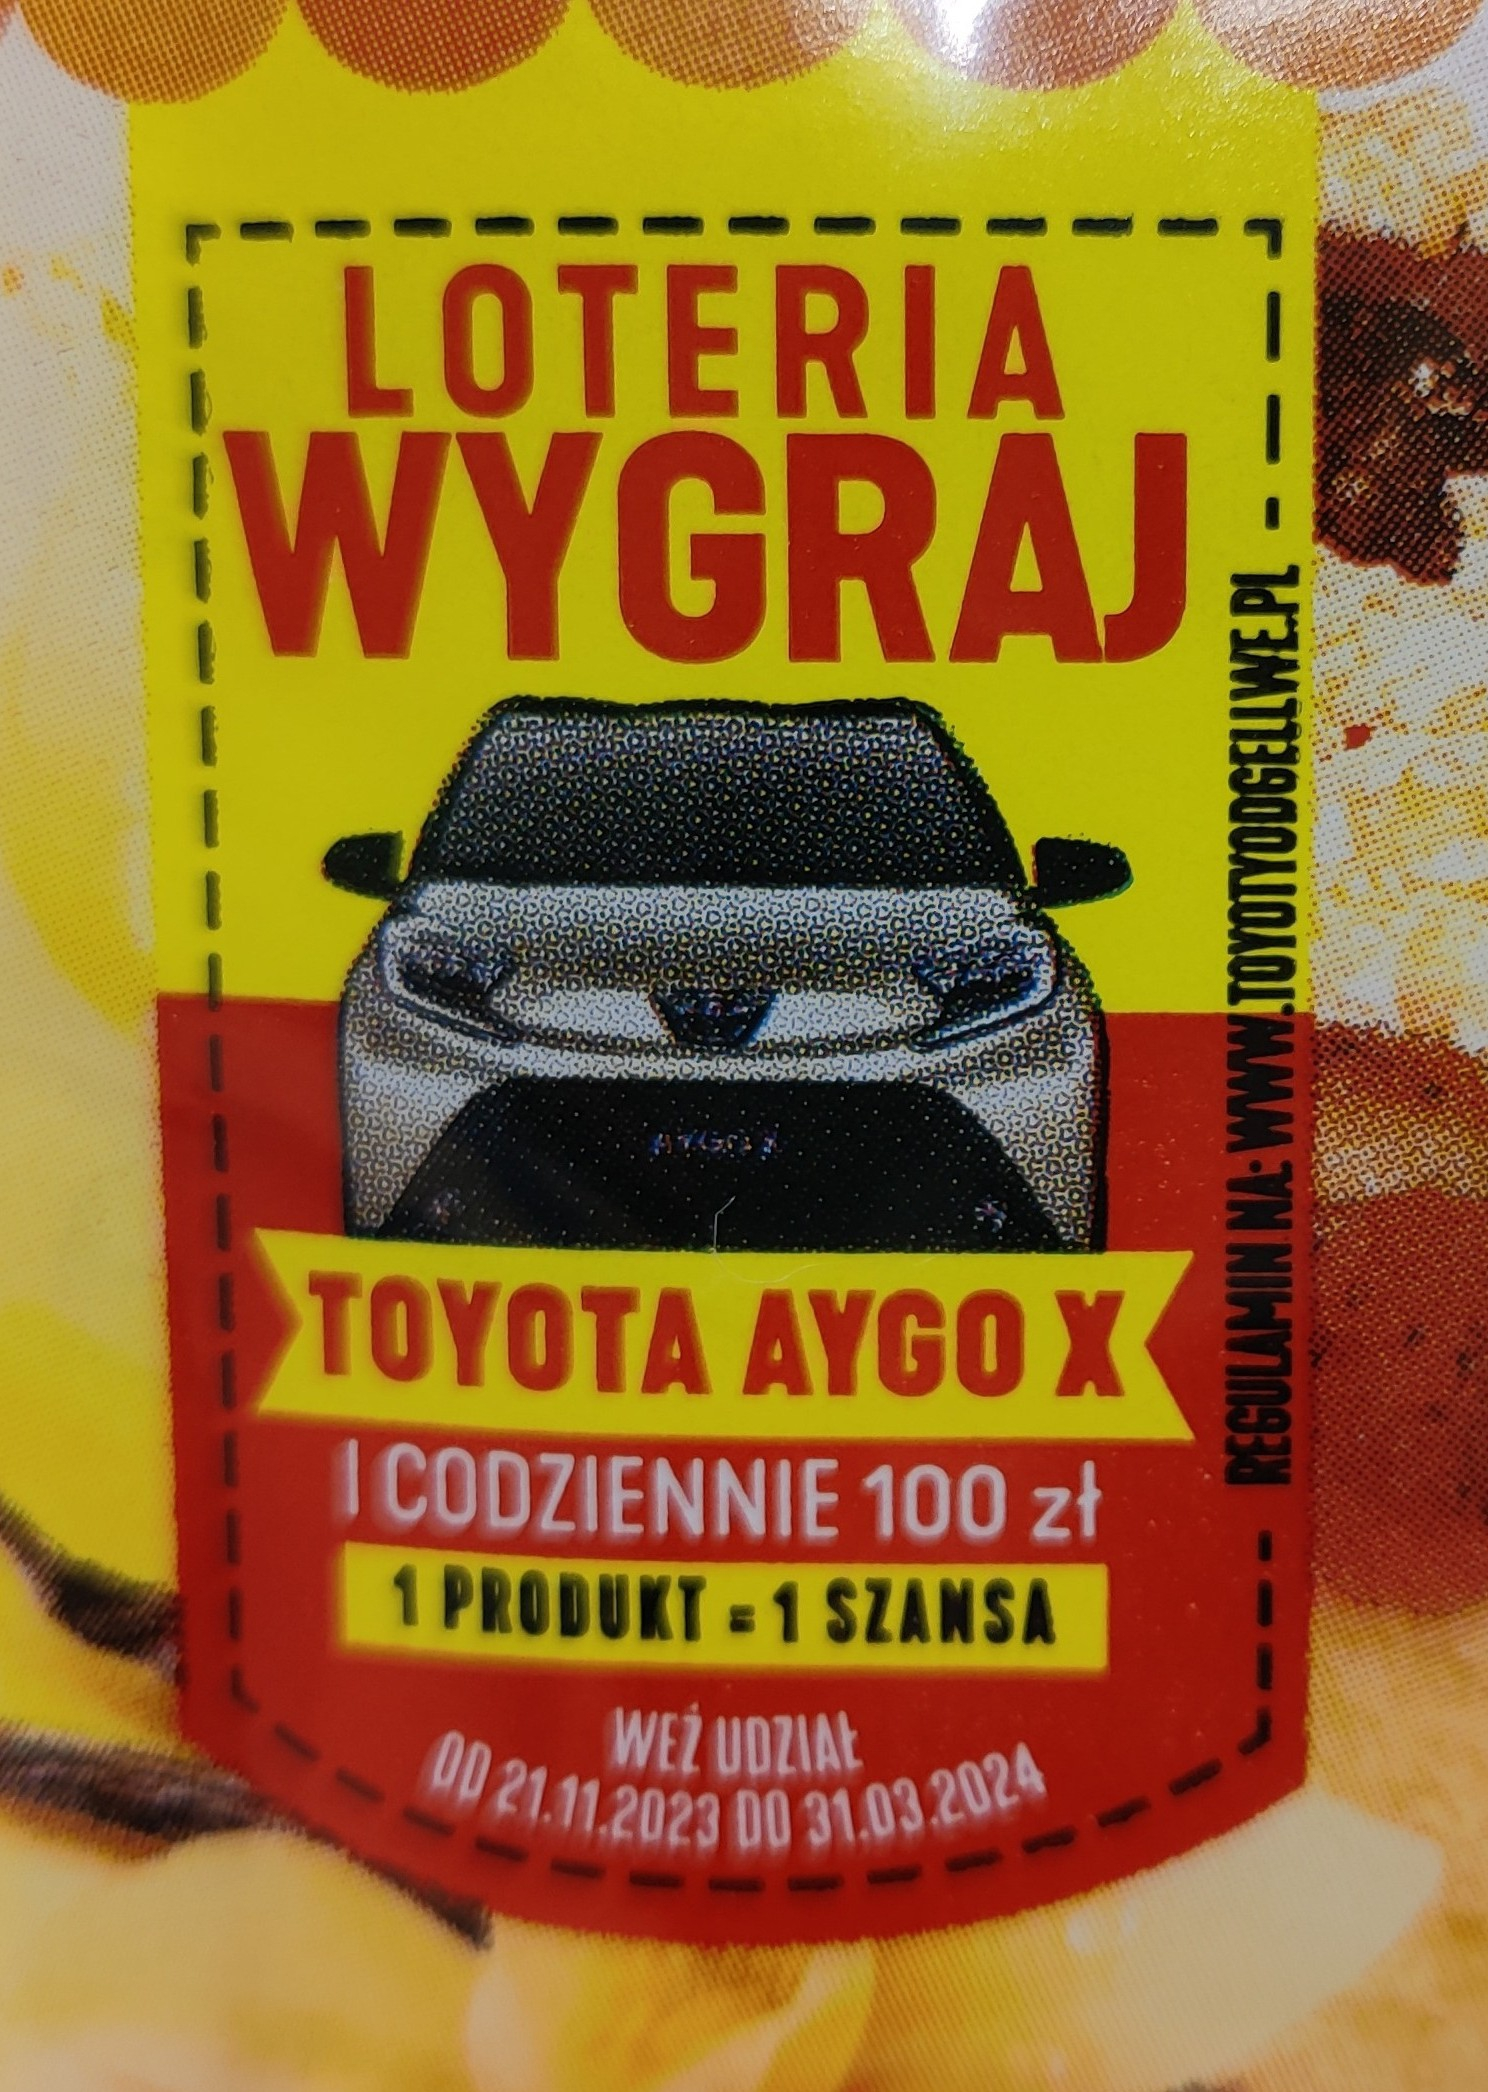 LOTERIA
WYGRAJ
TOYOTA AYGO X
I CODZIENNIE 100 zł
1 PRODUKT = 1 SZANSA
WEŹ UDZIAŁ
OD 21.11.2023 DO 31.03.2024
REGULAMIN NA: WWW.TOYOTYODGELLWE.PL
AYGO X